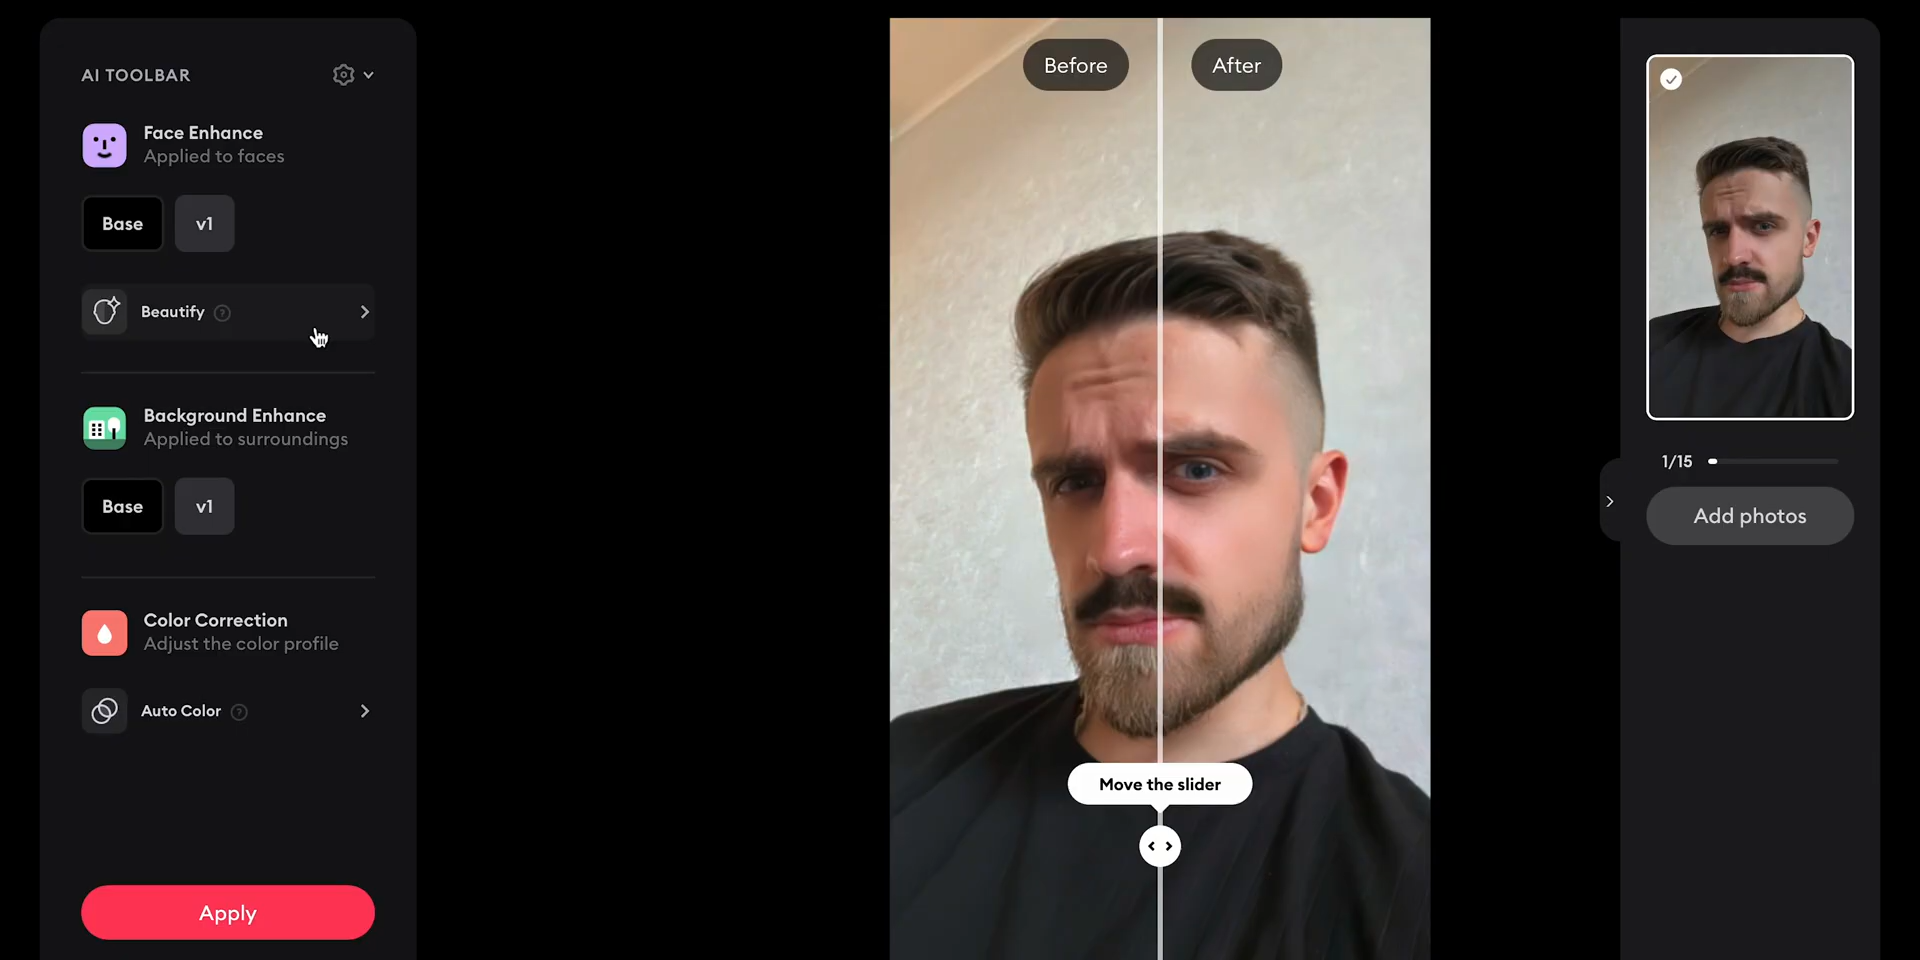 AI TOOLBAR
Face Enhance
Applied to faces
Base
v1
Beautify ?
Background Enhance
Applied to surroundings
Base
v1
Color Correction
Adjust the color profile
Auto Color ?
Apply
Before
After
Move the slider
1/15
Add photos